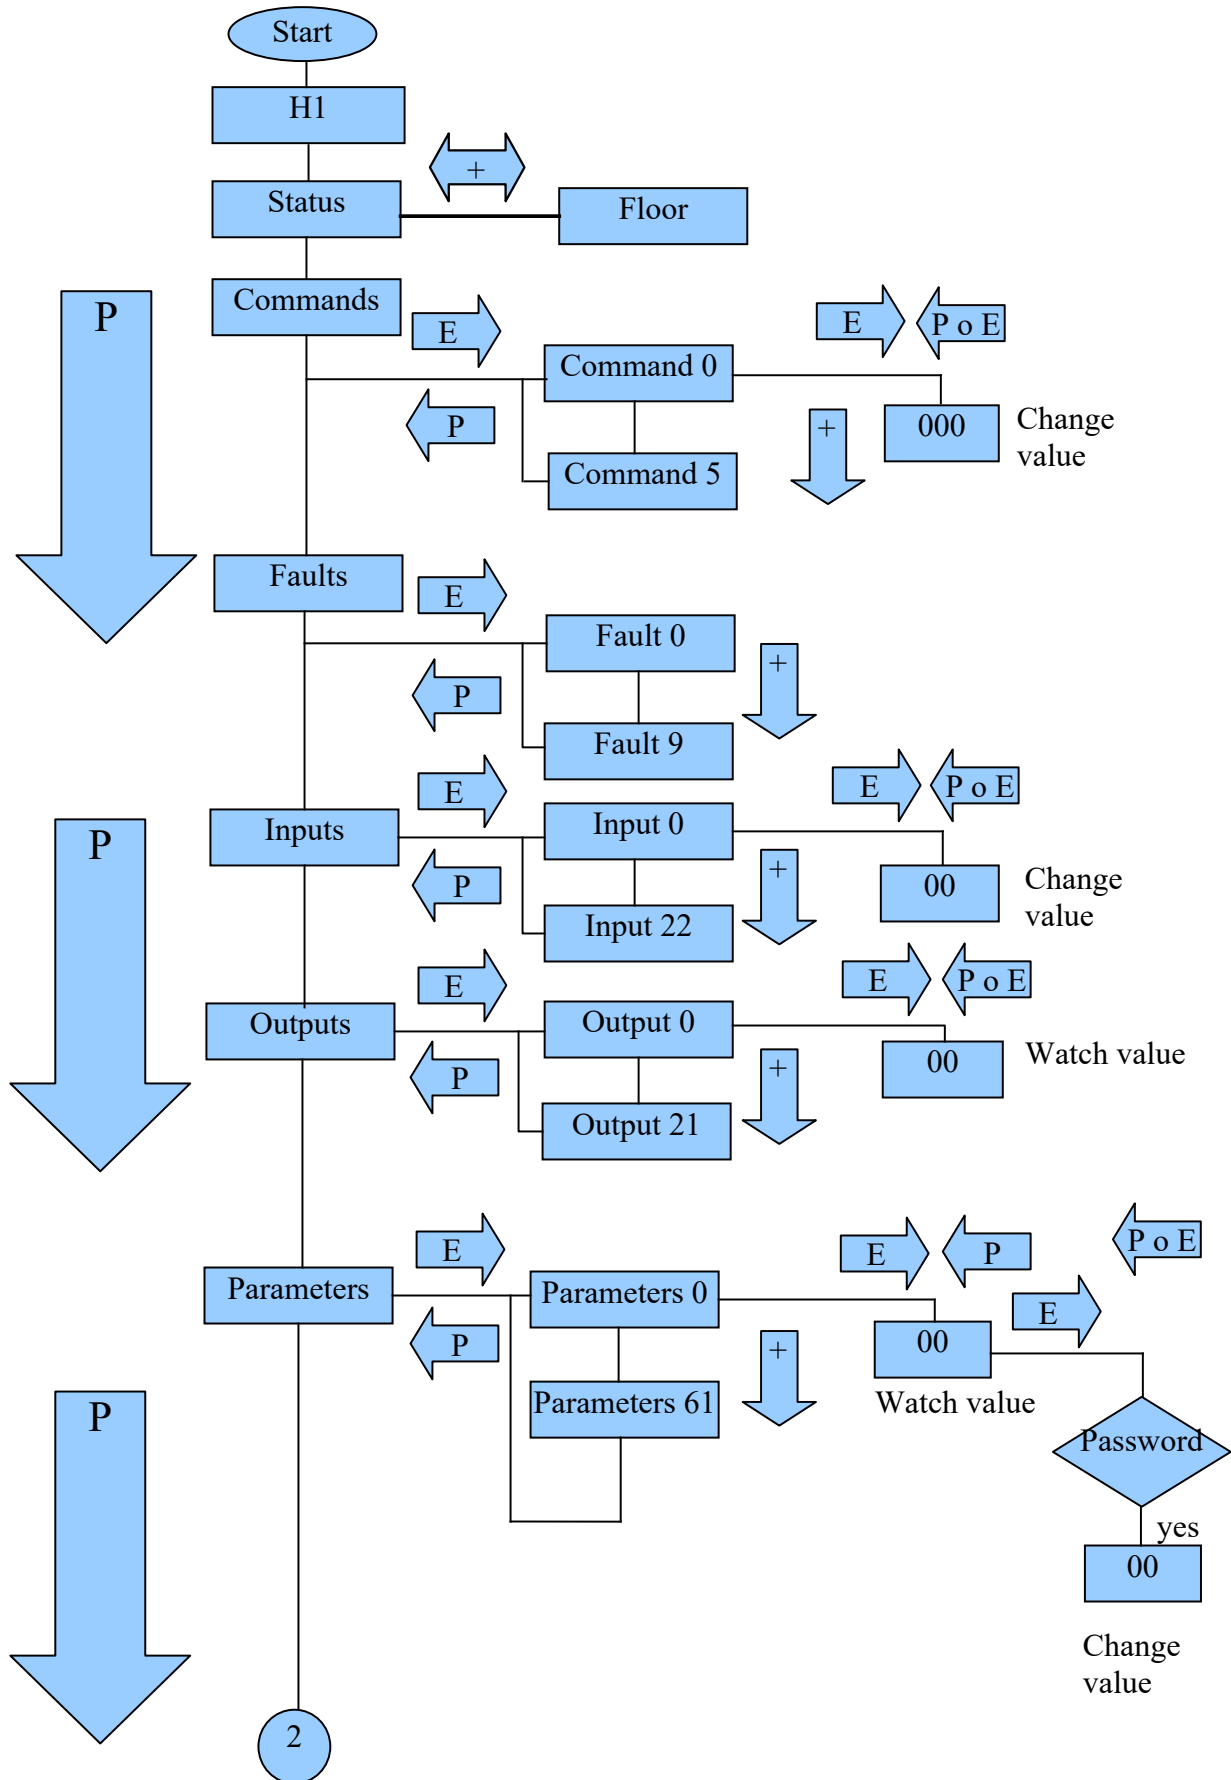 Start
H1
+
Status
Floor
P
Commands
E
E
P o E
Command 0
P
+
000
Change
value
Command 5
Faults
E
Fault 0
+
P
Fault 9
E
E
P o E
P
Inputs
Input 0
P
+
00
Change
value
Input 22
E
E
P o E
Outputs
Output 0
00
Watch value
P
+
Output 21
E
E
P
P o E
Parameters
Parameters 0
E
P
+
00
Watch value
P
Parameters 61
Password
yes
00
Change
value
2